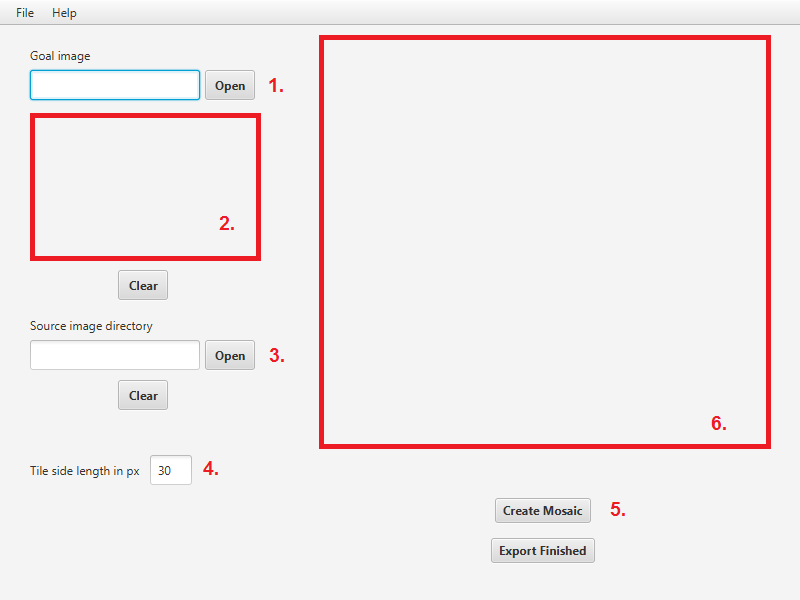 File Help
Goal image
Open 1.
2.
Clear
Source image directory
Open 3.
Clear
Tile side length in px 30 4.
6.
Create Mosaic 5.
Export Finished